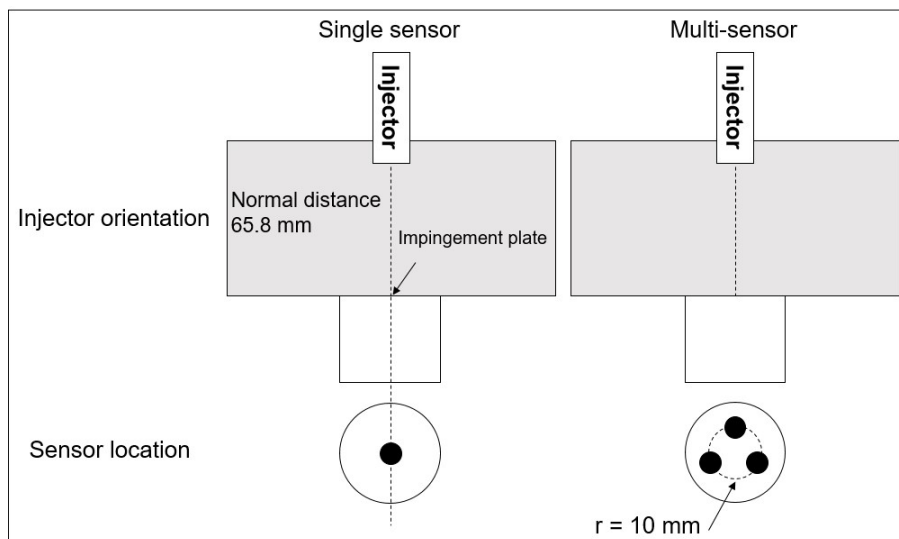 Single sensor
Multi-sensor
Injector
Injector
Normal distance
65.8 mm
Injector orientation
Impingement plate
Sensor location
r = 10 mm